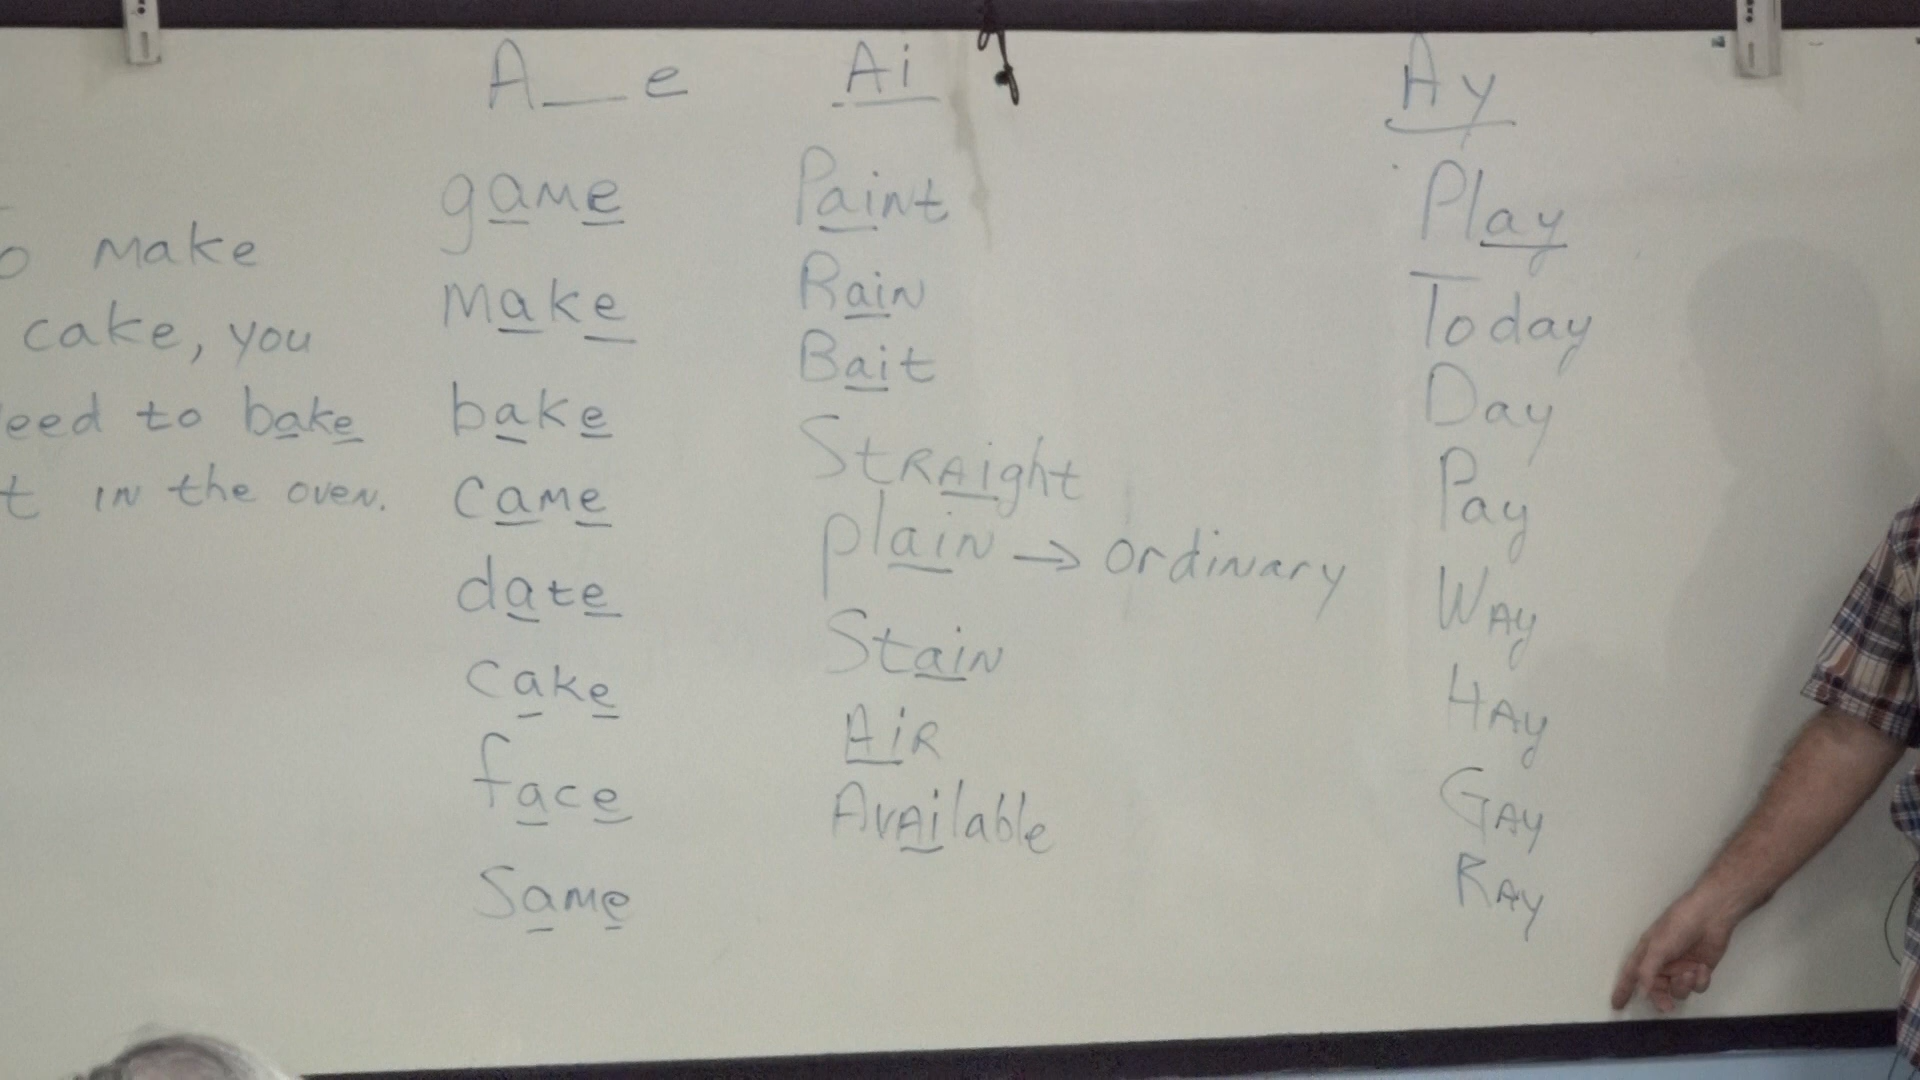 make
cake, you
to bake
in the oven.
A__e
game
make
bake
came
date
cake
face
same
Ai
Paint
Rain
Bait
Straight
plain → ordinary
Stain
Air
Available
Ay
Play
Today
Day
Pay
Way
Hay
Gay
Ray